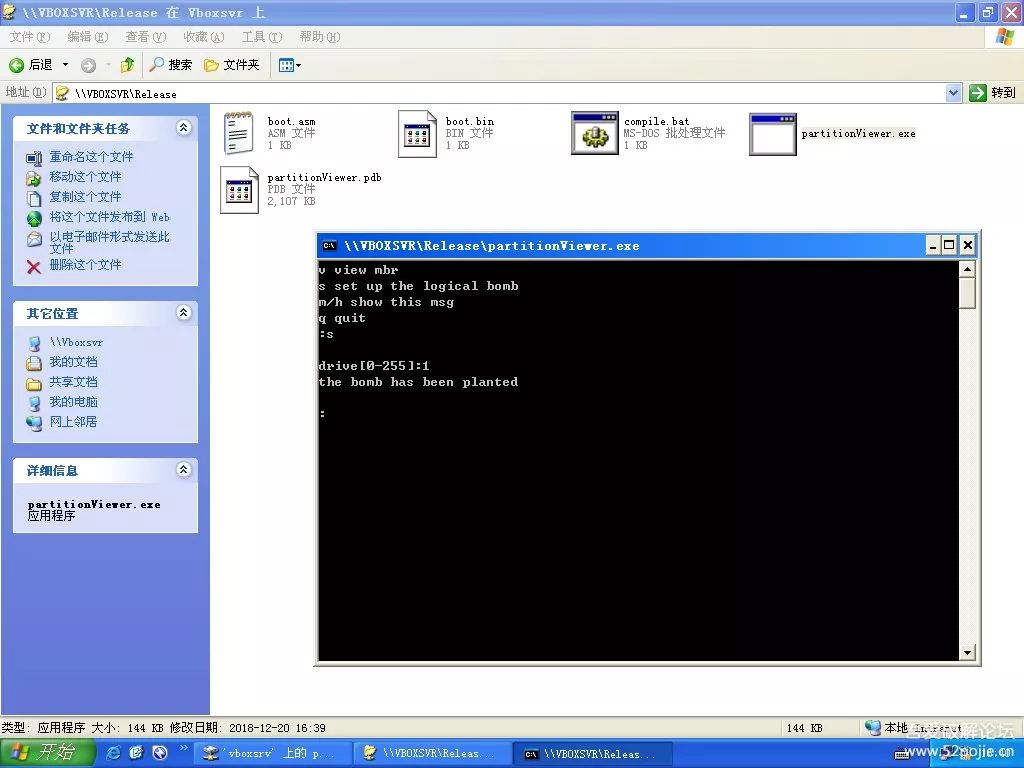 \\VBOXSVR\Release 在 Vboxsvr 上
文件(F) 编辑(E) 查看(V) 收藏(A) 工具(T) 帮助(H)
后退 搜索 文件夹
地址(D) \\VBOXSVR\Release 转到
文件和文件夹任务
重命名这个文件
移动这个文件
复制这个文件
将这个文件发布到 Web
以电子邮件形式发送此
文件
删除这个文件
其它位置
\\Vboxsvr
我的文档
共享文档
我的电脑
网上邻居
详细信息
partitionViewer.exe
应用程序
boot.asm
ASM 文件
1 KB
boot.bin
BIN 文件
1 KB
compile.bat
MS-DOS 批处理文件
1 KB
partitionViewer.exe
partitionViewer.pdb
PDB 文件
2,107 KB
\\VBOXSVR\Release\partitionViewer.exe
v view mbr
s set up the logical bomb
m/h show this msg
q quit
:s
drive[0-255]:1
the bomb has been planted
:
类型: 应用程序 大小: 144 KB 修改日期: 2018-12-20 16:39 144 KB 本地
吾爱破解论坛
www.52pojie.cn
开始 'vboxsrv' 上的 p... \\VBOXSVR\Releas... \\VBOXSVR\Releas...